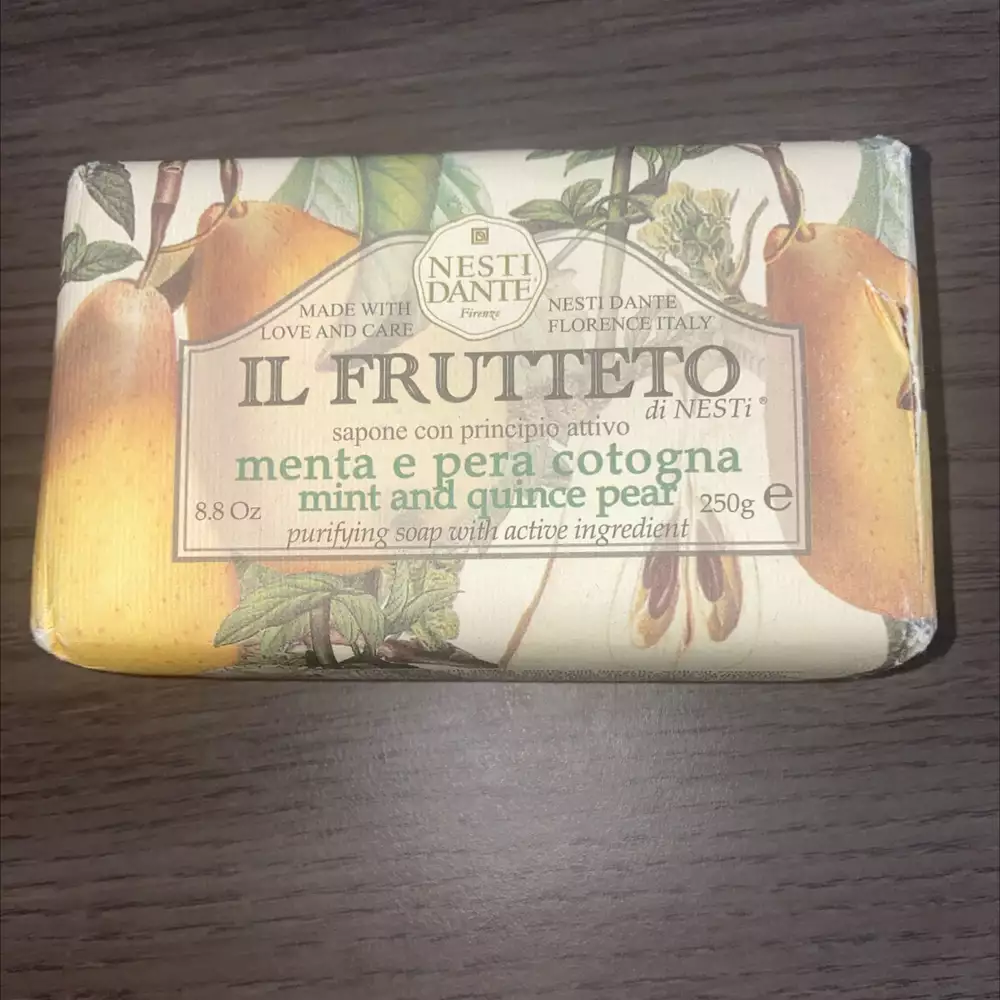 NESTI
DANTE
Firenze
MADE WITH
LOVE AND CARE
NESTI DANTE
FLORENCE ITALY
IL FRUTTETO
di NESTi®
sapone con principio attivo
menta e pera cotogna
mint and quince pear
8.8 Oz
250g e
purifying soap with active ingredient